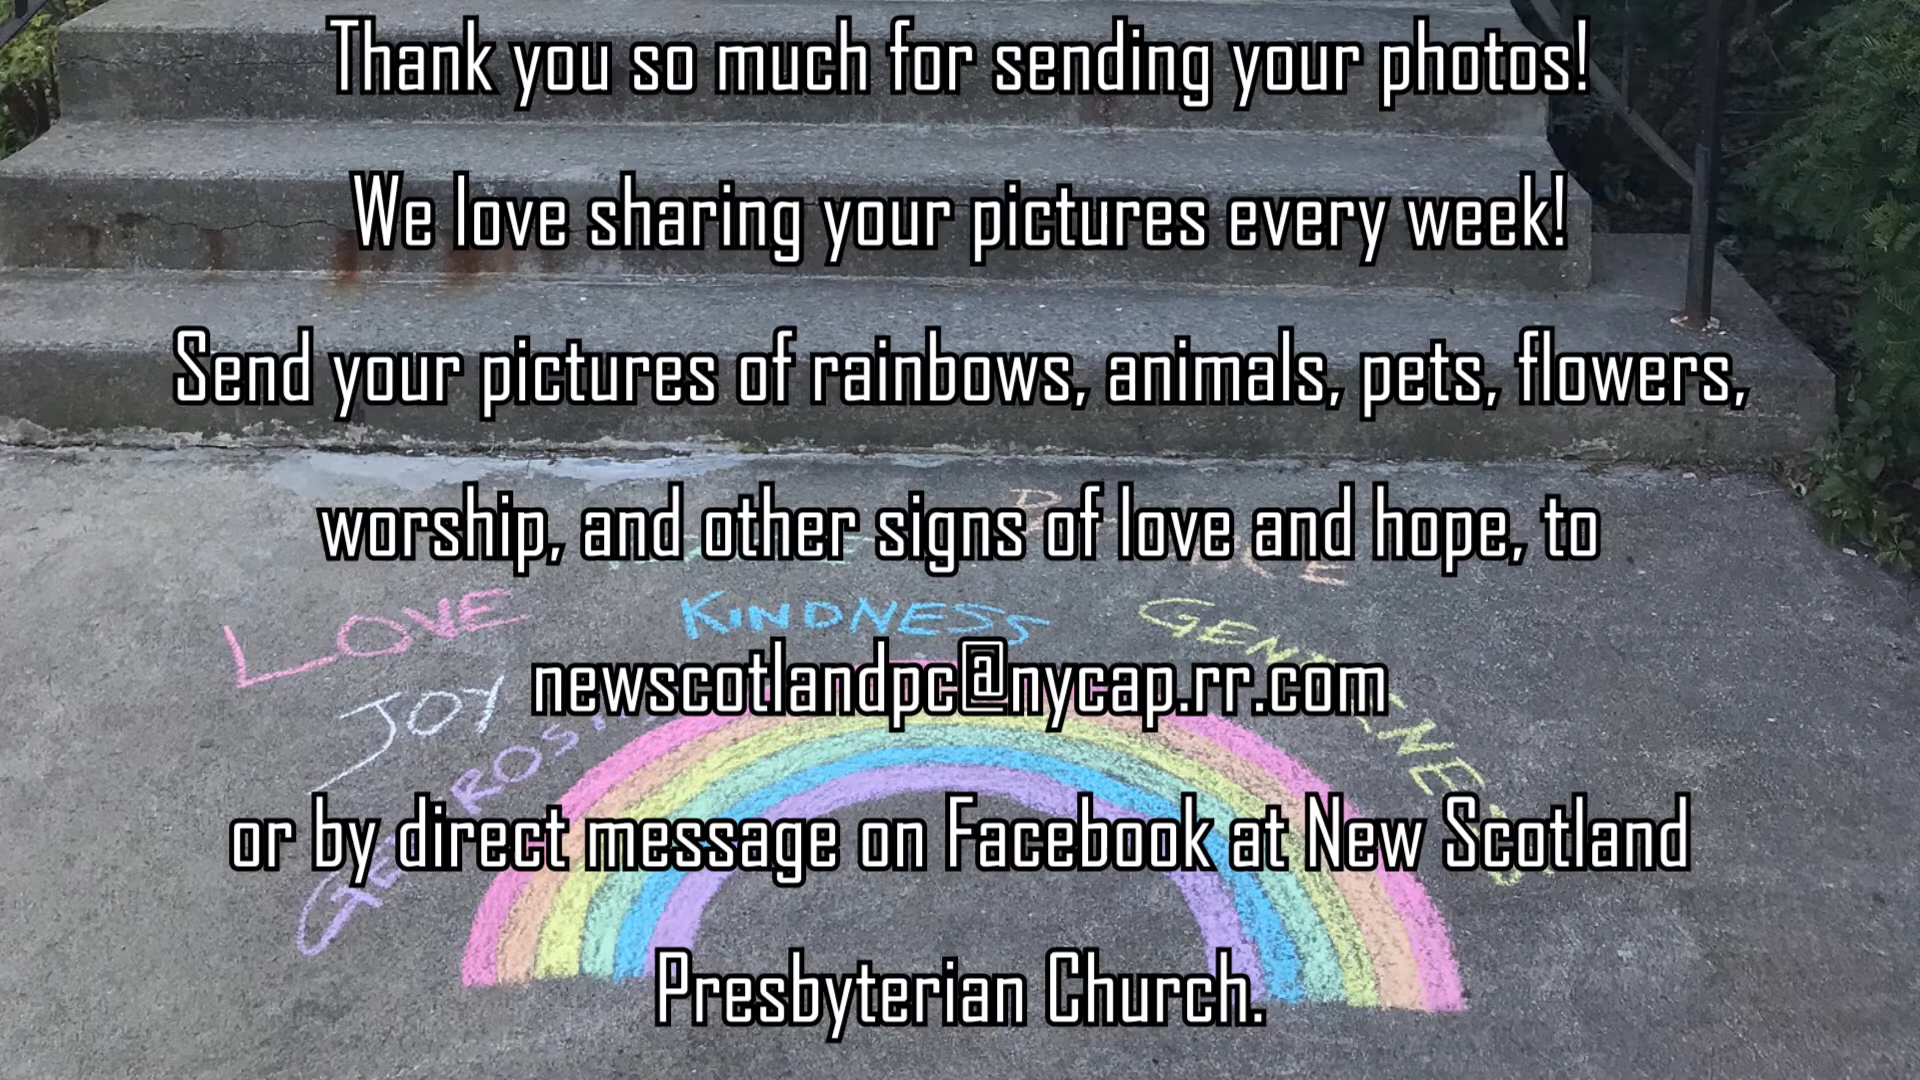 Thank you so much for sending your photos!
We love sharing your pictures every week!
Send your pictures of rainbows, animals, pets, flowers,
worship, and other signs of love and hope, to
LOVE
KINDNESS
JOY
newscotlandpc@nycap.rr.com
or by direct message on Facebook at New Scotland
Presbyterian Church.